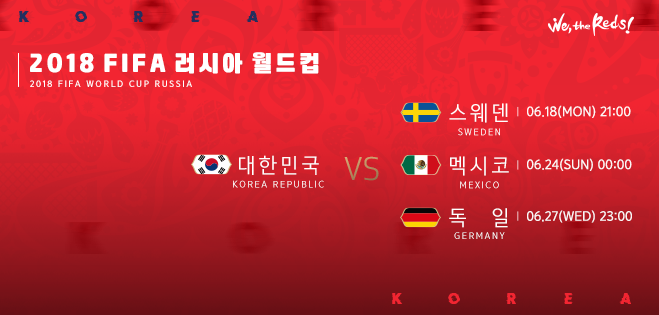 K O R E A
We, the Reds!
2018 FIFA 러시아 월드컵
2018 FIFA WORLD CUP RUSSIA
스웨덴 | 06.18(MON) 21:00
SWEDEN
대한민국 VS 멕시코 | 06.24(SUN) 00:00
KOREA REPUBLIC MEXICO
독 일 | 06.27(WED) 23:00
GERMANY
K O R E A